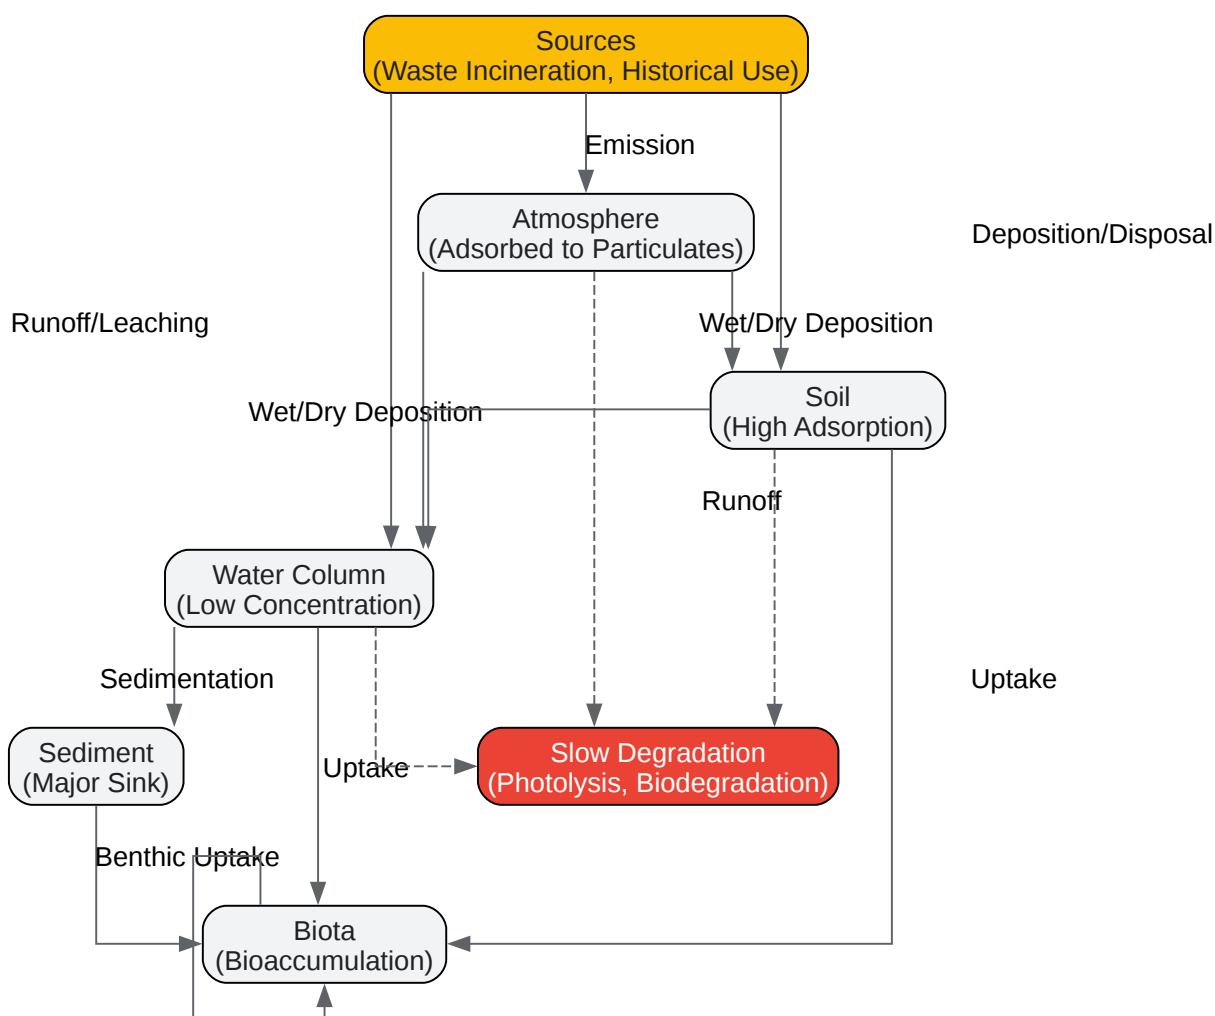 Sources
(Waste Incineration, Historical Use)
Emission
Atmosphere
(Adsorbed to Particulates)
Deposition/Disposal
Runoff/Leaching
Wet/Dry Deposition
Soil
(High Adsorption)
Wet/Dry Deposition
Runoff
Water Column
(Low Concentration)
Sedimentation
Uptake
Sediment
(Major Sink)
Uptake
Slow Degradation
(Photolysis, Biodegradation)
Benthic Uptake
Biota
(Bioaccumulation)